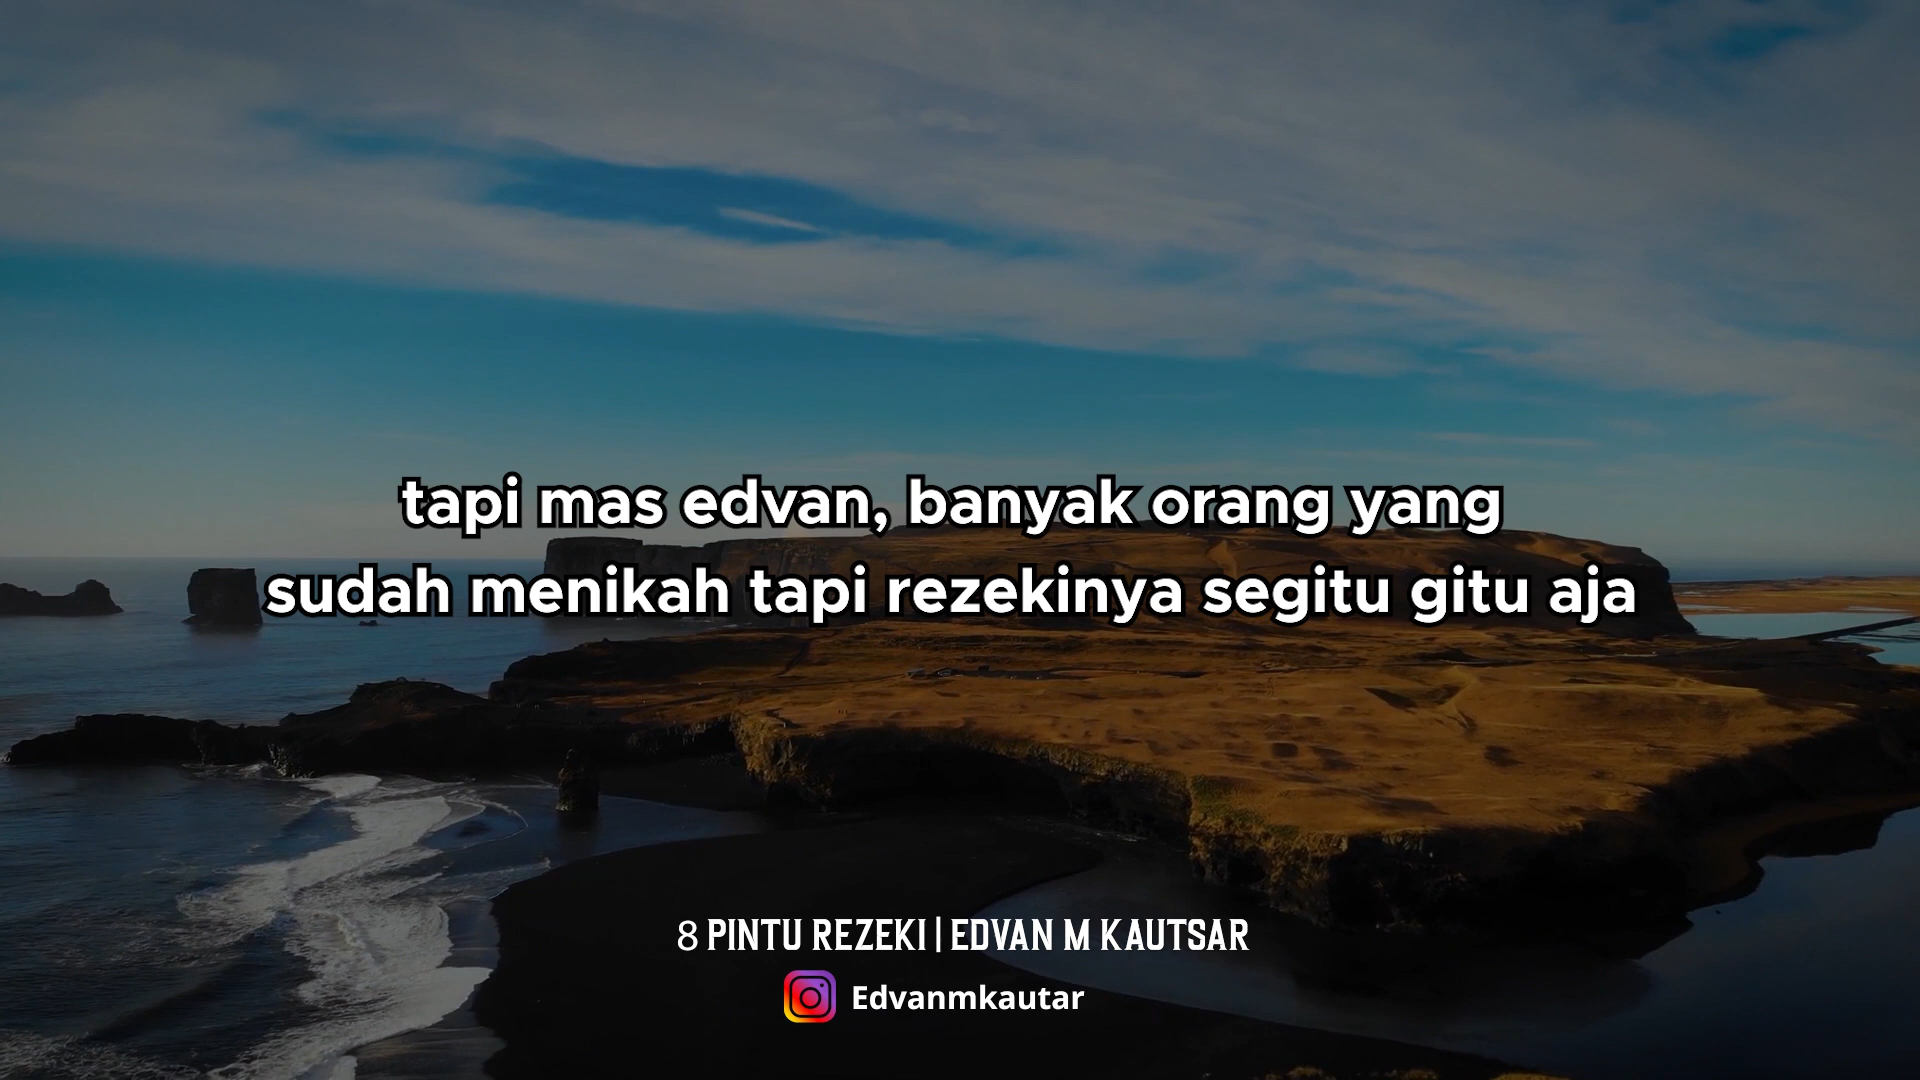 tapi mas edvan, banyak orang yang
sudah menikah tapi rezekinya segitu gitu aja
8 PINTU REZEKI | EDVAN M KAUTSAR
Edvanmkautar